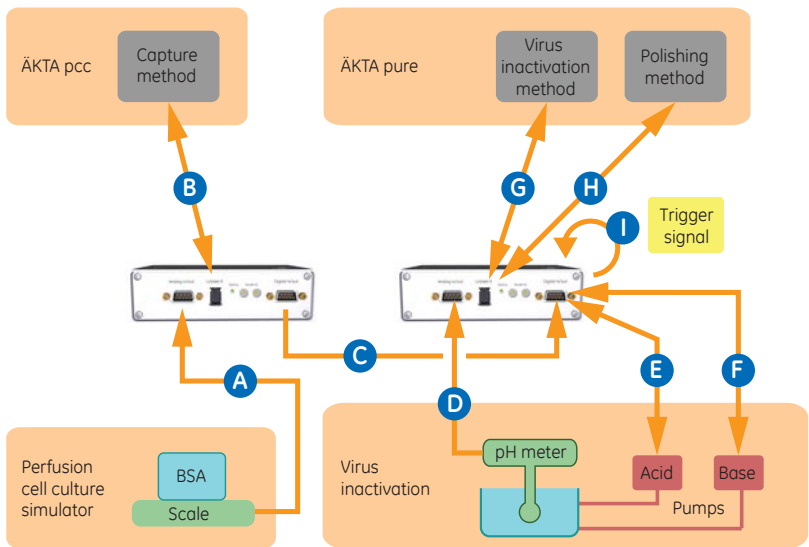 ÄKTA pcc
Capture
method
ÄKTA pure
Virus
inactivation
method
Polishing
method
B
G
H
I
Trigger
signal
C
A
D
E
F
Perfusion
cell culture
simulator
BSA
Scale
Virus
inactivation
pH meter
Acid
Base
Pumps